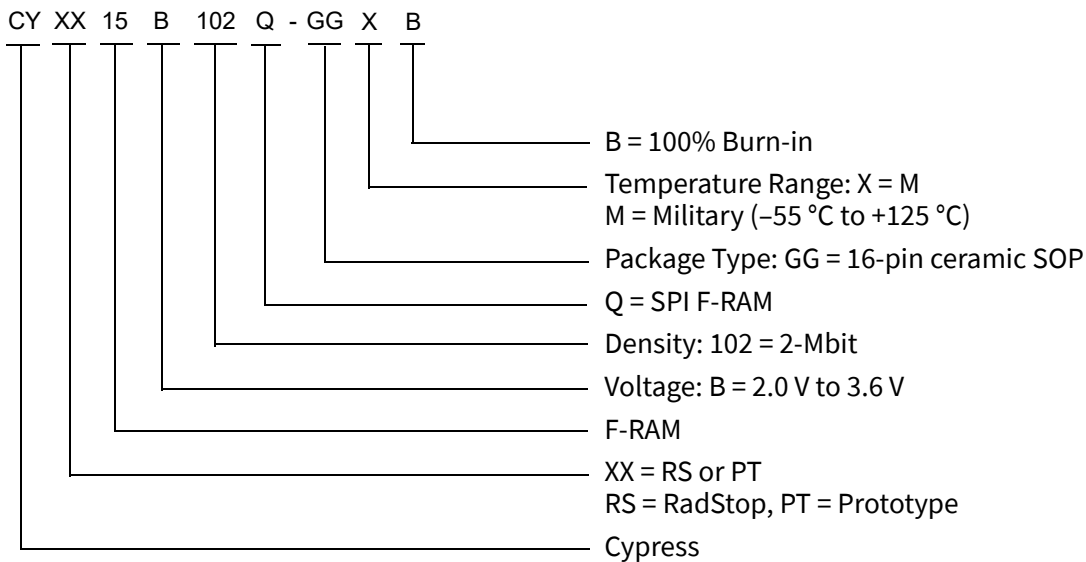 CY XX 15 B 102 Q - GG X B
B = 100% Burn-in
Temperature Range: X = M
M = Military (–55 °C to +125 °C)
Package Type: GG = 16-pin ceramic SOP
Q = SPI F-RAM
Density: 102 = 2-Mbit
Voltage: B = 2.0 V to 3.6 V
F-RAM
XX = RS or PT
RS = RadStop, PT = Prototype
Cypress